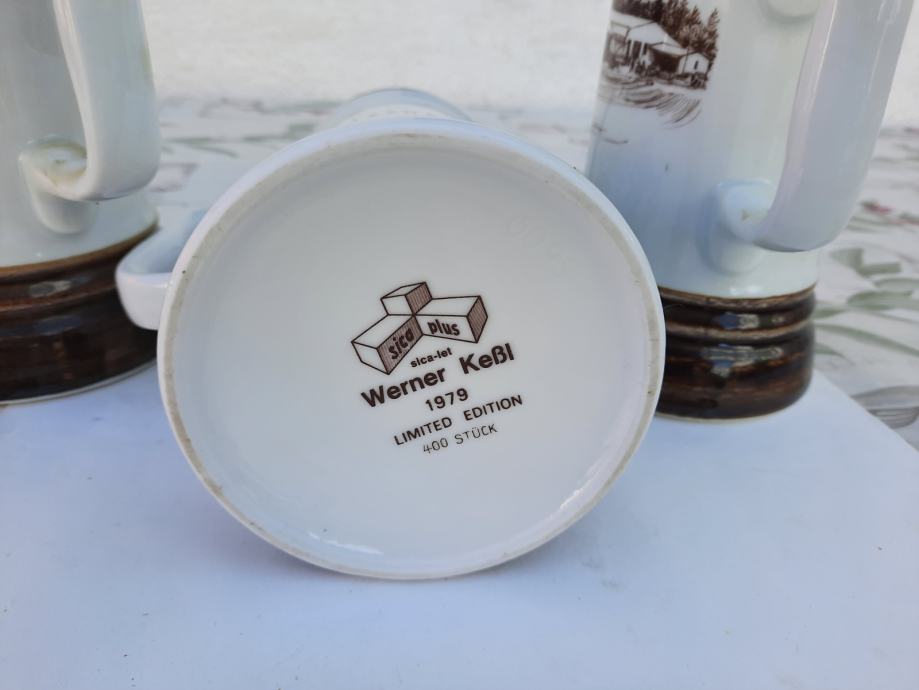 sica plus
sica-let
Werner Keßl
1979
LIMITED EDITION
400 STÜCK